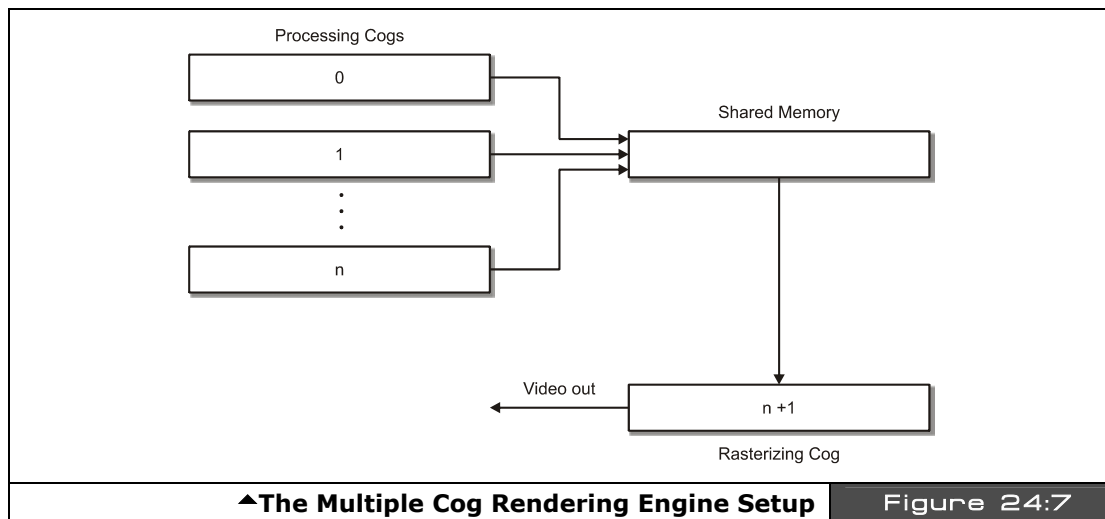 Processing Cogs
0
Shared Memory
1
n
Video out
n +1
Rasterizing Cog
▲The Multiple Cog Rendering Engine Setup
Figure 24:7